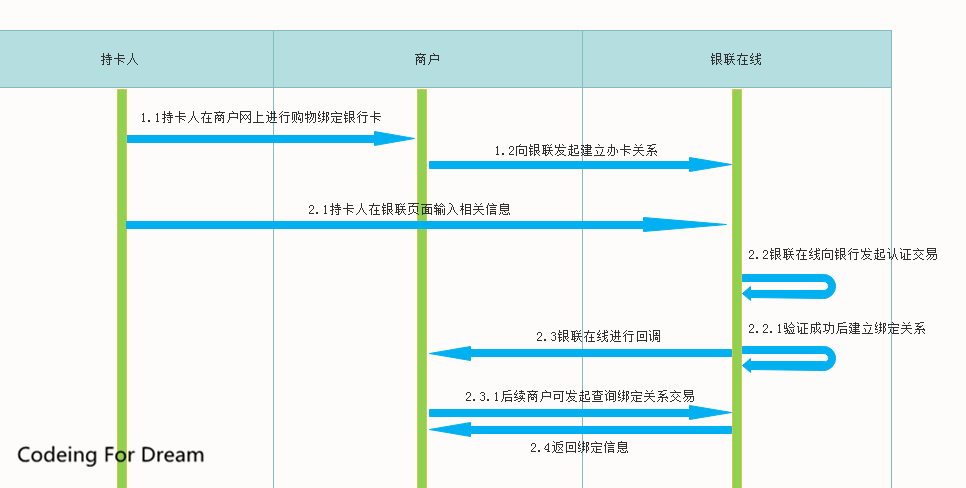 持卡人
商户
银联在线
1.1持卡人在商户网上进行购物绑定银行卡
1.2向银联发起建立办卡关系
2.1持卡人在银联页面输入相关信息
2.2银联在线向银行发起认证交易
2.2.1验证成功后建立绑定关系
2.3银联在线进行回调
2.3.1后续商户可发起查询绑定关系交易
2.4返回绑定信息
Codeing For Dream